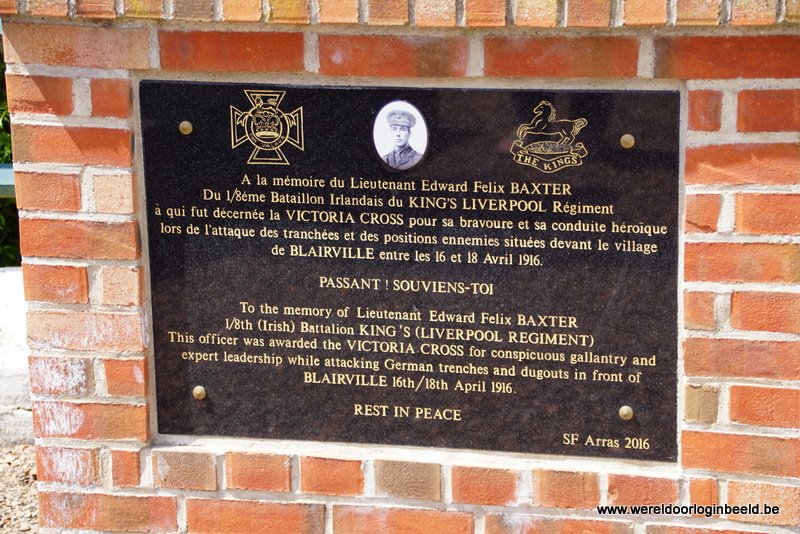 THE KINGS
A la mémoire du Lieutenant Edward Felix BAXTER
Du 1/8éme Bataillon Irlandais du KING'S LIVERPOOL Régiment
à qui fut décernée la VICTORIA CROSS pour sa bravoure et sa conduite héroïque
lors de l'attaque des tranchées et des positions ennemies situées devant le village
de BLAIRVILLE entre les 16 et 18 Avril 1916.
PASSANT ! SOUVIENS-TOI
To the memory of Lieutenant Edward Felix BAXTER
1/8th (Irish) Battalion KING'S (LIVERPOOL REGIMENT)
This officer was awarded the VICTORIA CROSS for conspicuous gallantry and
expert leadership while attacking German trenches and dugouts in front of
BLAIRVILLE 16th/18th April 1916.
REST IN PEACE
SF Arras 2016
www.wereldoorloginbeeld.be